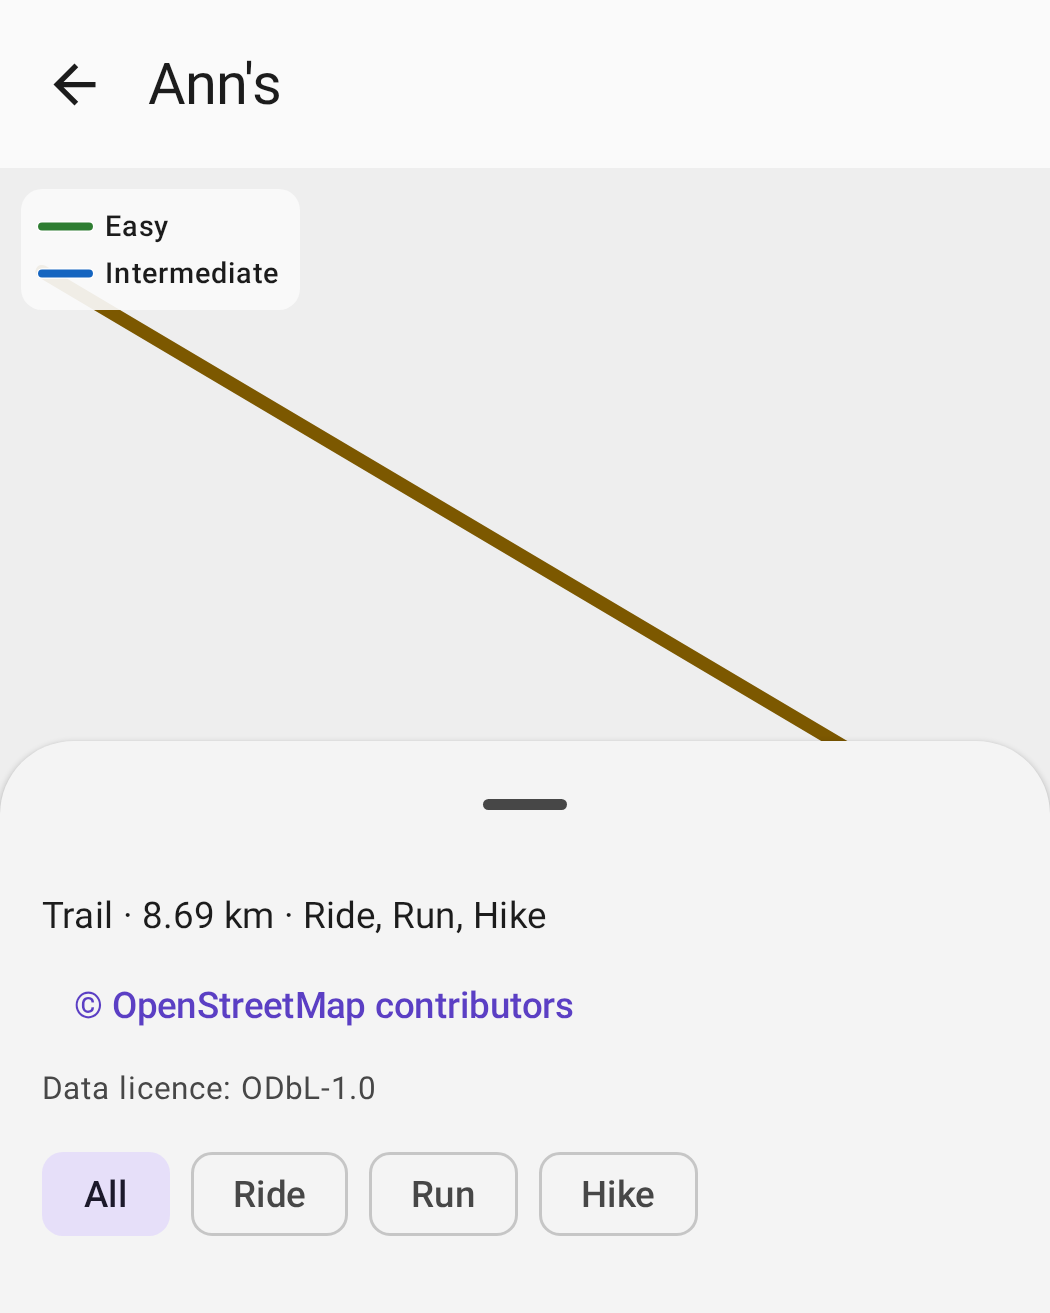 Ann's
Easy
Intermediate
Trail · 8.69 km · Ride, Run, Hike
© OpenStreetMap contributors
Data licence: ODbL-1.0
All
Ride
Run
Hike